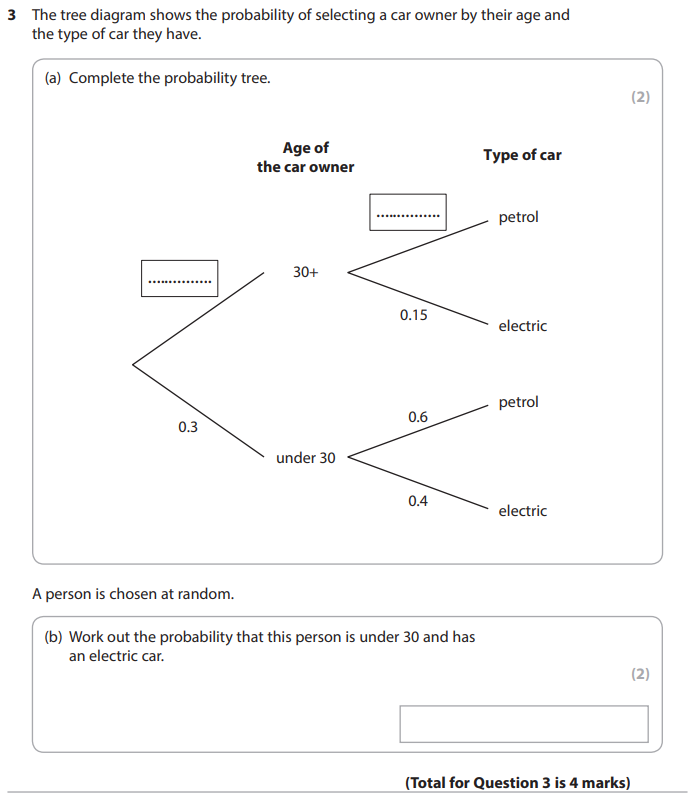 3 The tree diagram shows the probability of selecting a car owner by their age and
the type of car they have.
(a) Complete the probability tree.
(2)
Age of
the car owner
Type of car
...............
petrol
...............
30+
0.15
electric
petrol
0.6
0.3
under 30
0.4
electric
A person is chosen at random.
(b) Work out the probability that this person is under 30 and has
an electric car.
(2)
(Total for Question 3 is 4 marks)